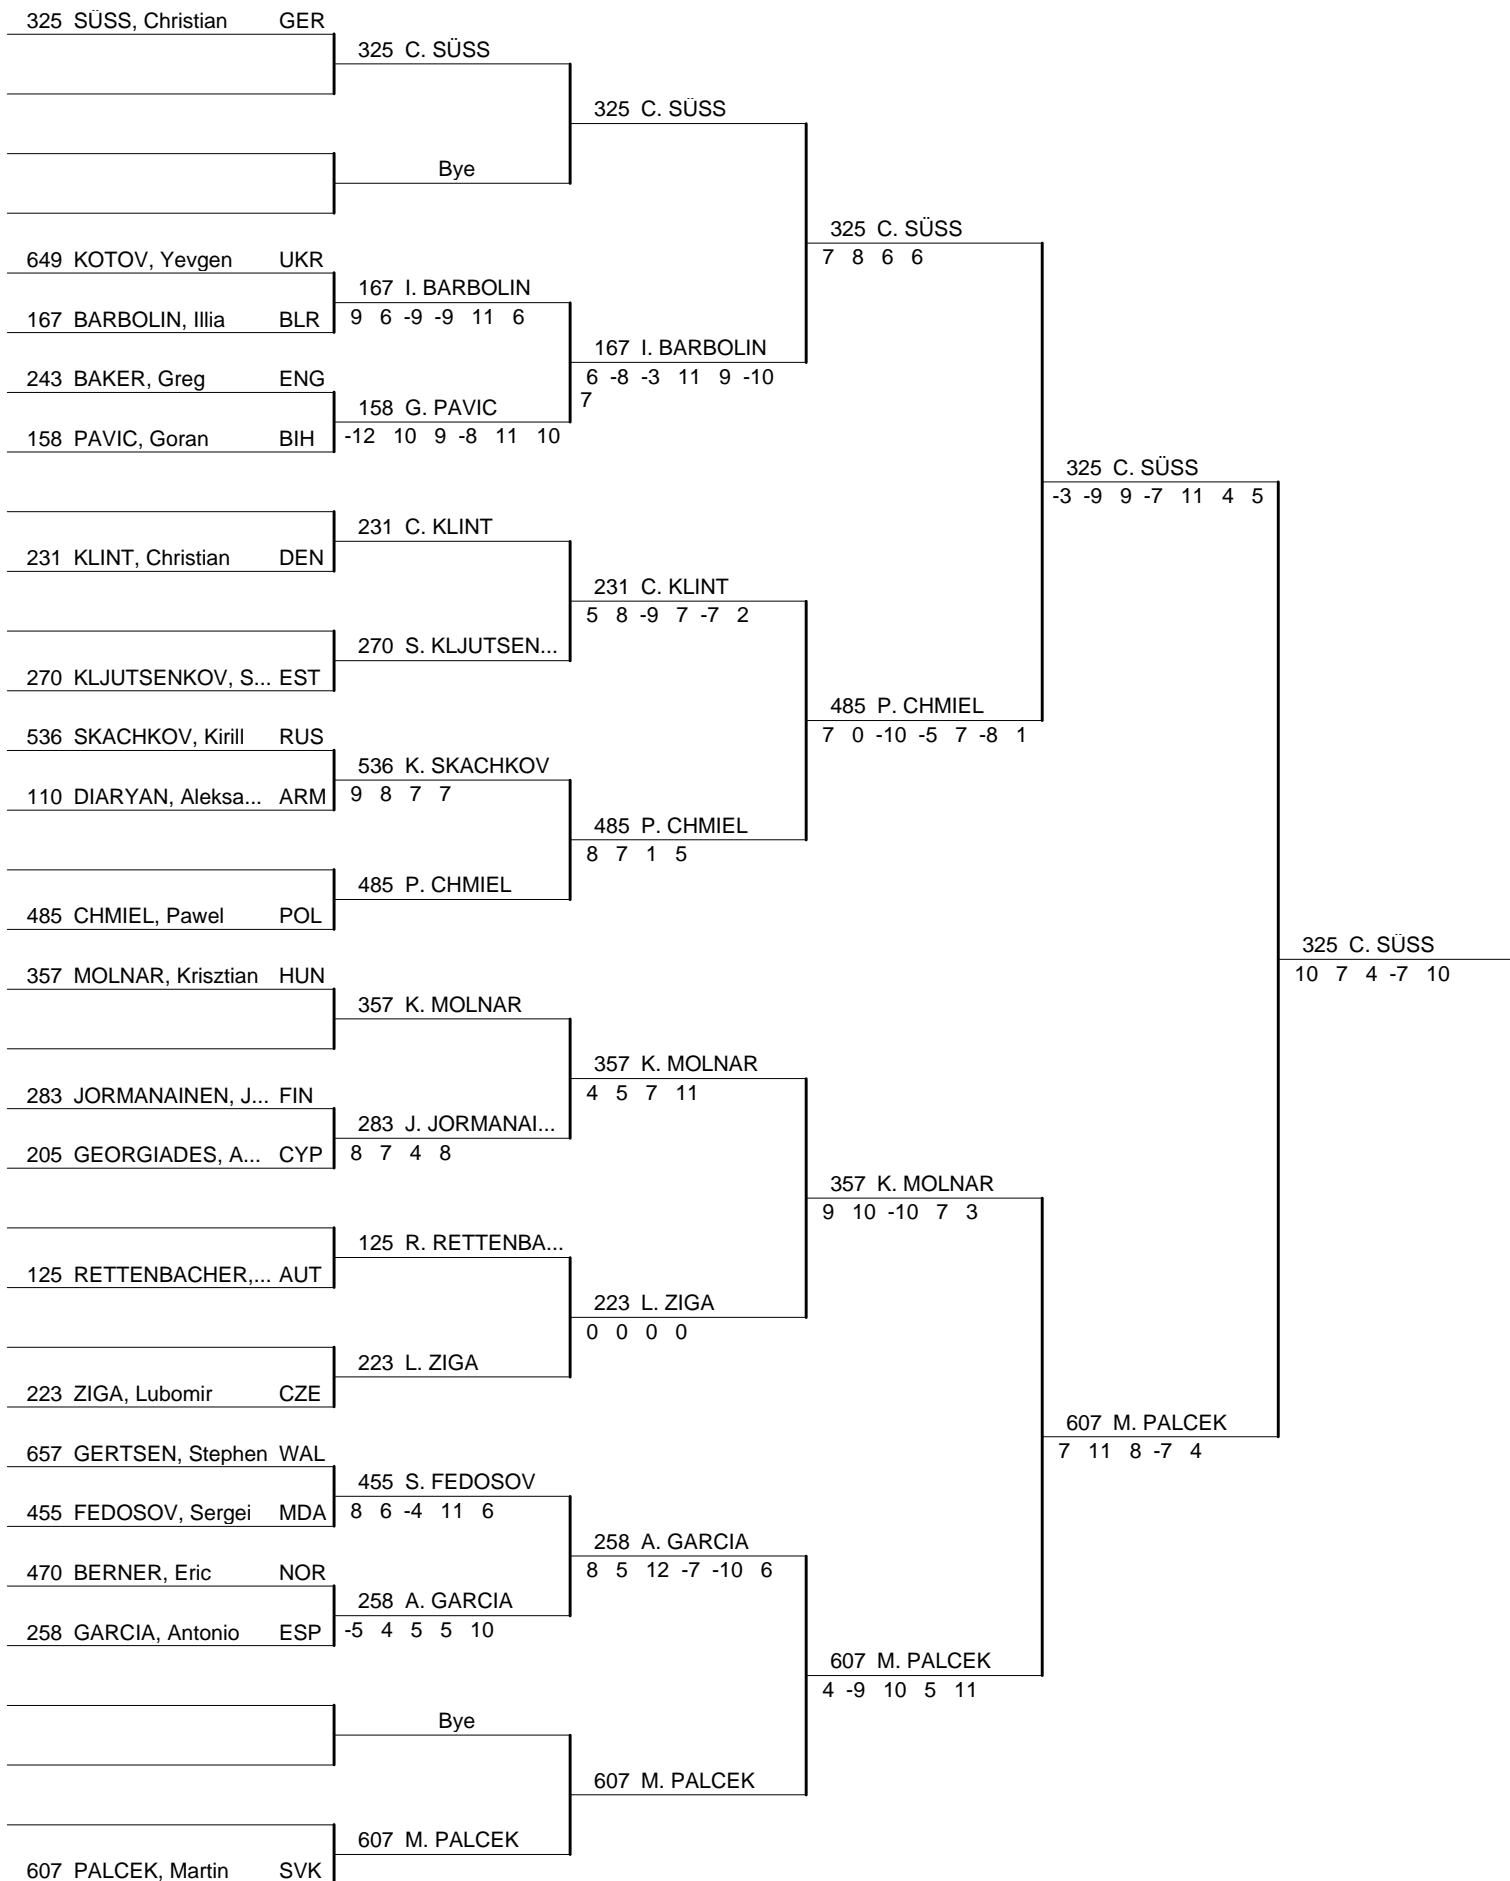 325 SÜSS, Christian GER
325 C. SÜSS
325 C. SÜSS
Bye
325 C. SÜSS
7 8 6 6
649 KOTOV, Yevgen UKR
167 I. BARBOLIN
9 6 -9 -9 11 6
167 BARBOLIN, Illia BLR
167 I. BARBOLIN
6 -8 -3 11 9 -10
7
243 BAKER, Greg ENG
158 G. PAVIC
-12 10 9 -8 11 10
158 PAVIC, Goran BIH
325 C. SÜSS
-3 -9 9 -7 11 4 5
231 C. KLINT
231 KLINT, Christian DEN
231 C. KLINT
5 8 -9 7 -7 2
270 S. KLJUTSEN...
270 KLJUTSENKOV, S... EST
485 P. CHMIEL
7 0 -10 -5 7 -8 1
536 SKACHKOV, Kirill RUS
536 K. SKACHKOV
9 8 7 7
110 DIARYAN, Aleksa... ARM
485 P. CHMIEL
8 7 1 5
485 P. CHMIEL
485 CHMIEL, Pawel POL
325 C. SÜSS
10 7 4 -7 10
357 MOLNAR, Krisztian HUN
357 K. MOLNAR
357 K. MOLNAR
4 5 7 11
283 JORMANAINEN, J... FIN
283 J. JORMANAI...
8 7 4 8
205 GEORGIADES, A... CYP
357 K. MOLNAR
9 10 -10 7 3
125 R. RETTENBA...
125 RETTENBACHER,... AUT
223 L. ZIGA
0 0 0 0
223 L. ZIGA
223 ZIGA, Lubomir CZE
607 M. PALCEK
7 11 8 -7 4
657 GERTSEN, Stephen WAL
455 S. FEDOSOV
8 6 -4 11 6
455 FEDOSOV, Sergei MDA
258 A. GARCIA
8 5 12 -7 -10 6
470 BERNER, Eric NOR
258 A. GARCIA
-5 4 5 5 10
258 GARCIA, Antonio ESP
607 M. PALCEK
4 -9 10 5 11
Bye
607 M. PALCEK
607 M. PALCEK
607 PALCEK, Martin SVK